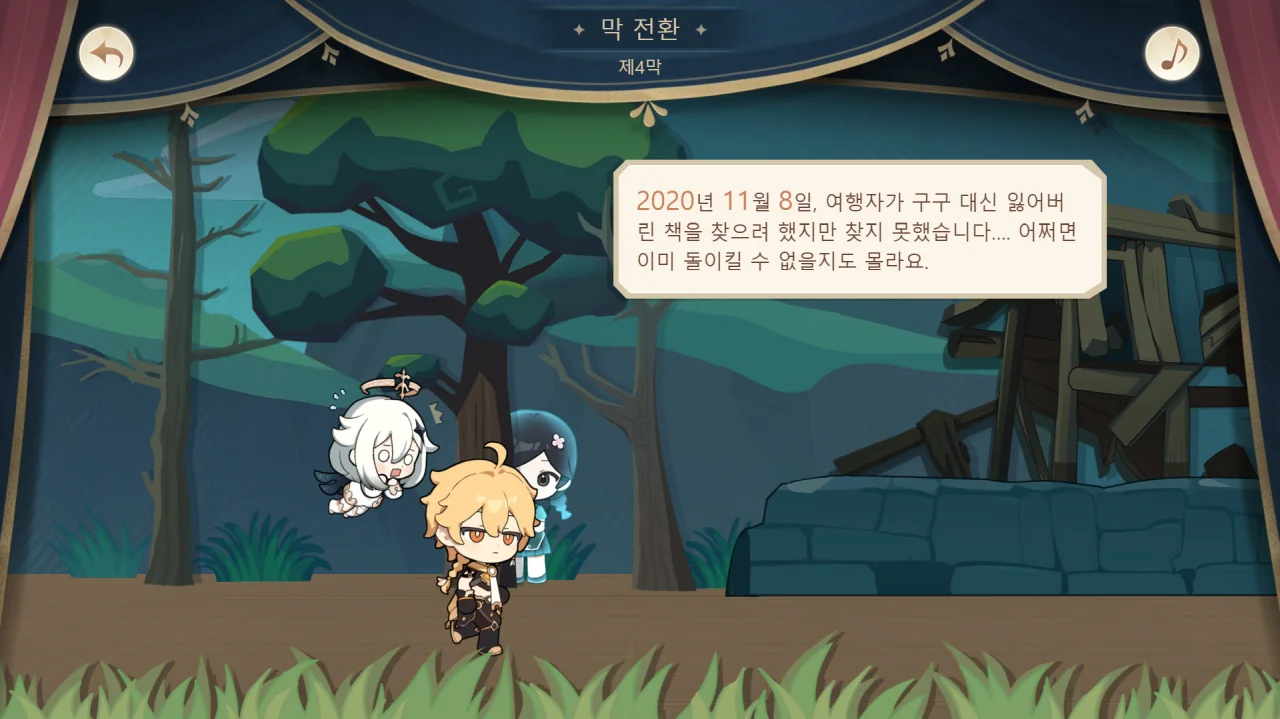 막 전환
제4막
2020년 11월 8일, 여행자가 구구 대신 잃어버
린 책을 찾으려 했지만 찾지 못했습니다.... 어쩌면
이미 돌이킬 수 없을지도 몰라요.